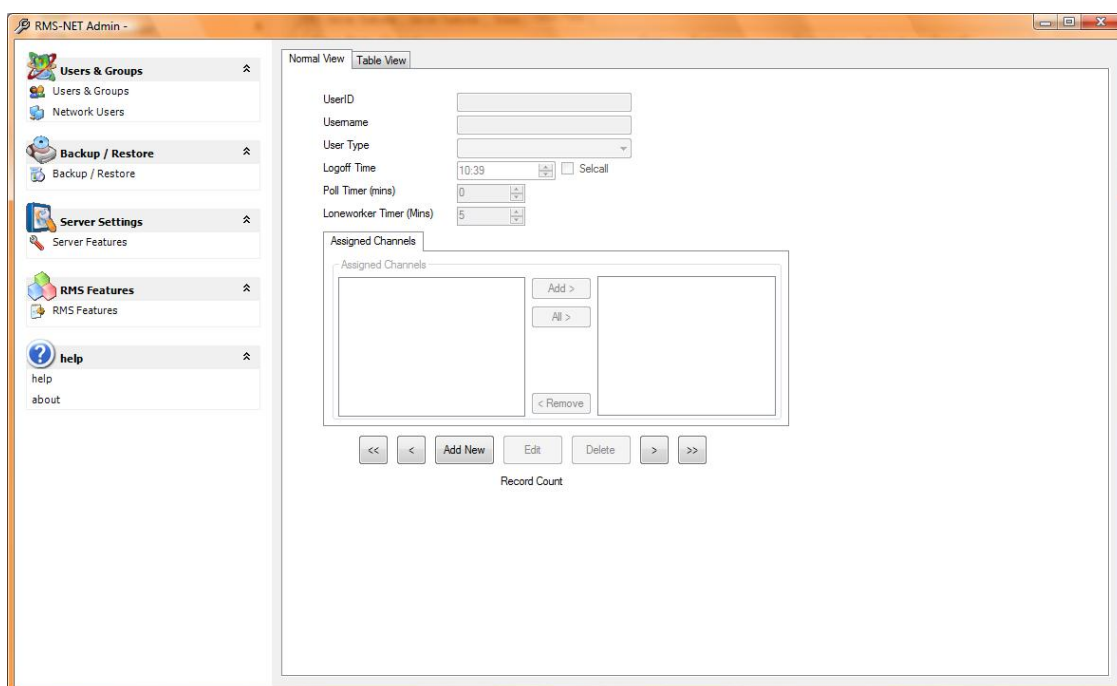 RMS-NET Admin -
Users & Groups
Users & Groups
Network Users
Backup / Restore
Backup / Restore
Server Settings
Server Features
RMS Features
RMS Features
help
help
about
Normal View Table View
UserID
Username
User Type
Logoff Time 10:39 Selcall
Poll Timer (mins) 0
Loneworker Timer (Mins) 5
Assigned Channels
Assigned Channels
Add >
All >
< Remove
<< < Add New Edit Delete > >>
Record Count